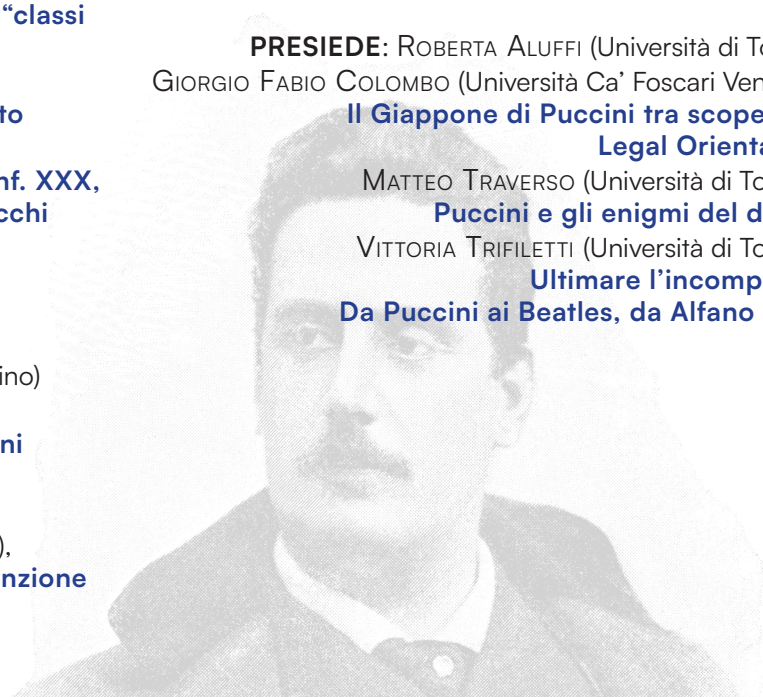 “classi
to
nf. XXX,
cchi
ino)
ni
),
nzione
PRESIEDE: ROBERTA ALUFFI (Università di To
GIORGIO FABIO COLOMBO (Università Ca’ Foscari Ven
Il Giappone di Puccini tra scope
Legal Orienta
MATTEO TRAVERSO (Università di To
Puccini e gli enigmi del d
VITTORIA TRIFILETTI (Università di To
Ultimare l’incomp
Da Puccini ai Beatles, da Alfano